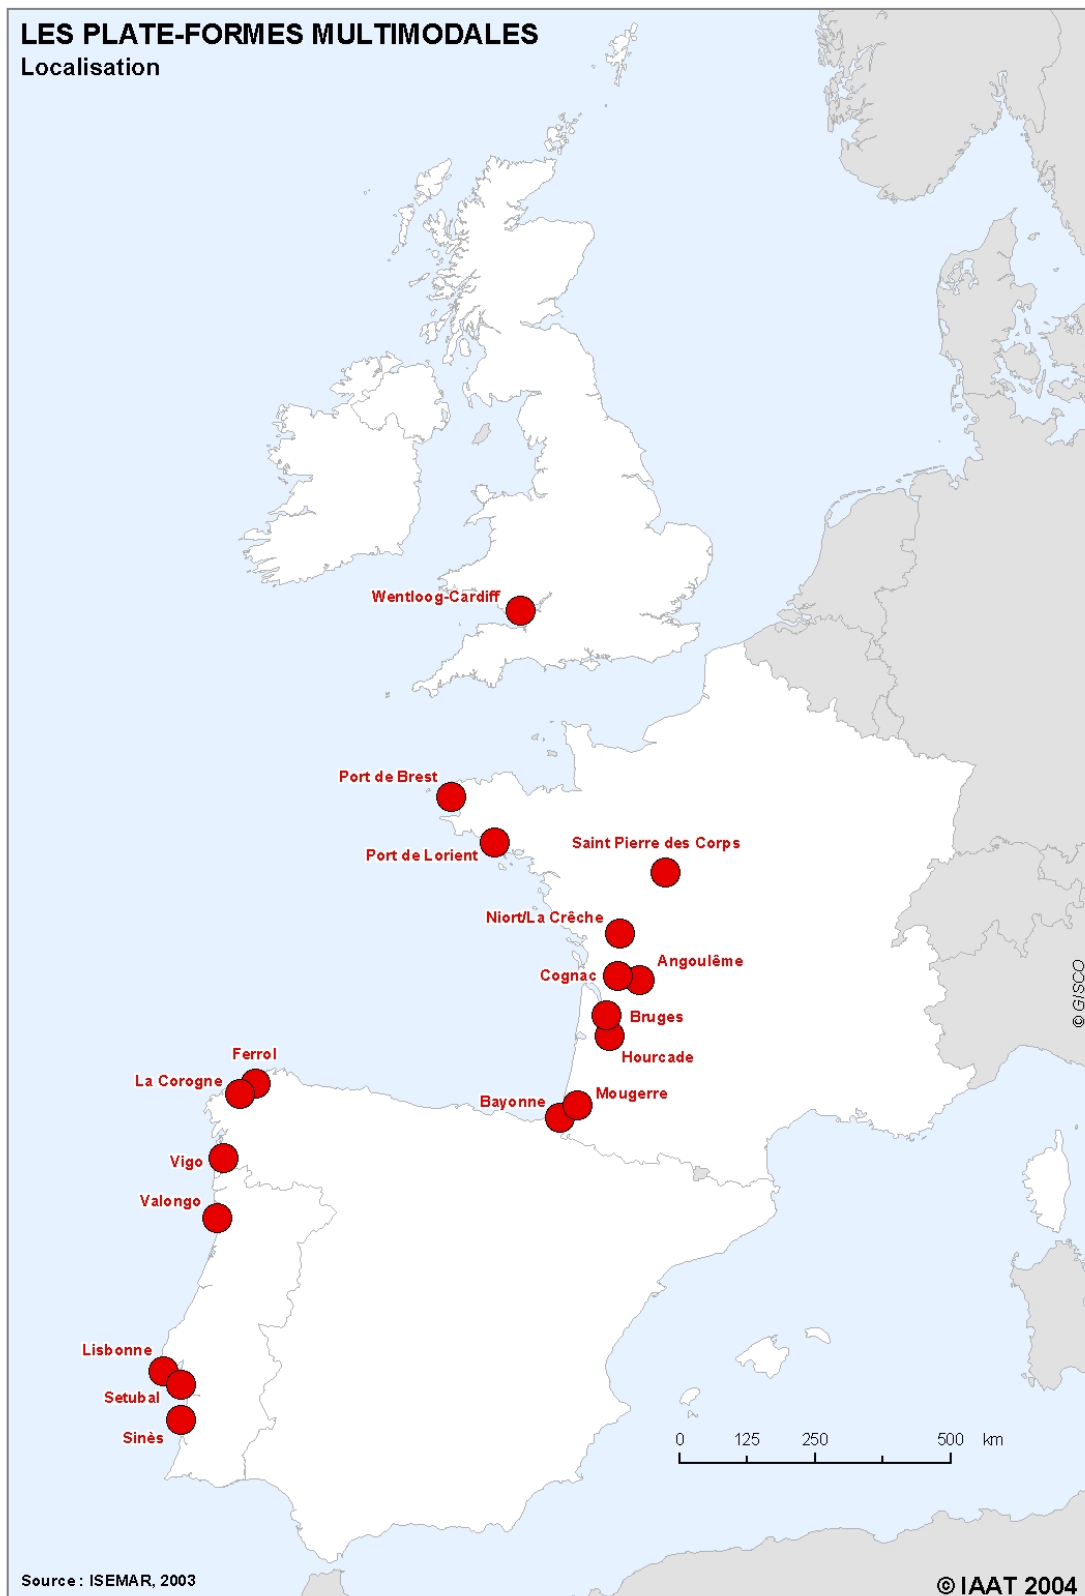 LES PLATE-FORMES MULTIMODALES
Localisation
Wentloog-Cardiff
Port de Brest
Port de Lorient
Saint Pierre des Corps
Niort/La Crêche
Cognac
Angoulême
Bruges
Hourcade
Ferrol
La Corogne
Bayonne
Mougerre
Vigo
Valongo
Lisbonne
Setubal
Sinès
0 125 250 500 km
© GISCO
Source : ISEMAR, 2003
© IAAT 2004